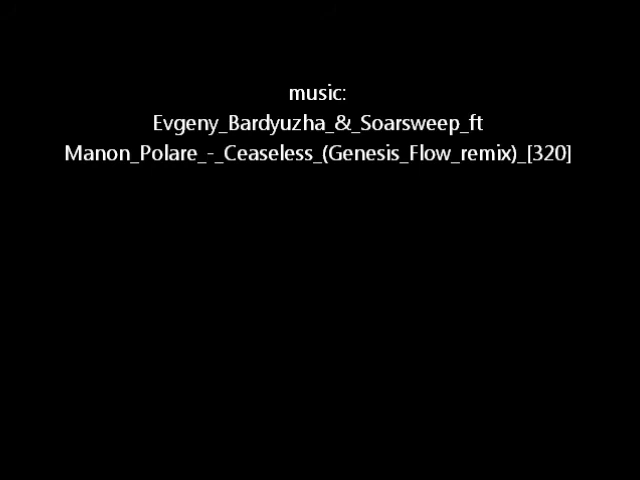 music:
Evgeny_Bardyuzha_&_Soarsweep_ft
Manon_Polare_-_Ceaseless_(Genesis_Flow_remix)_[320]